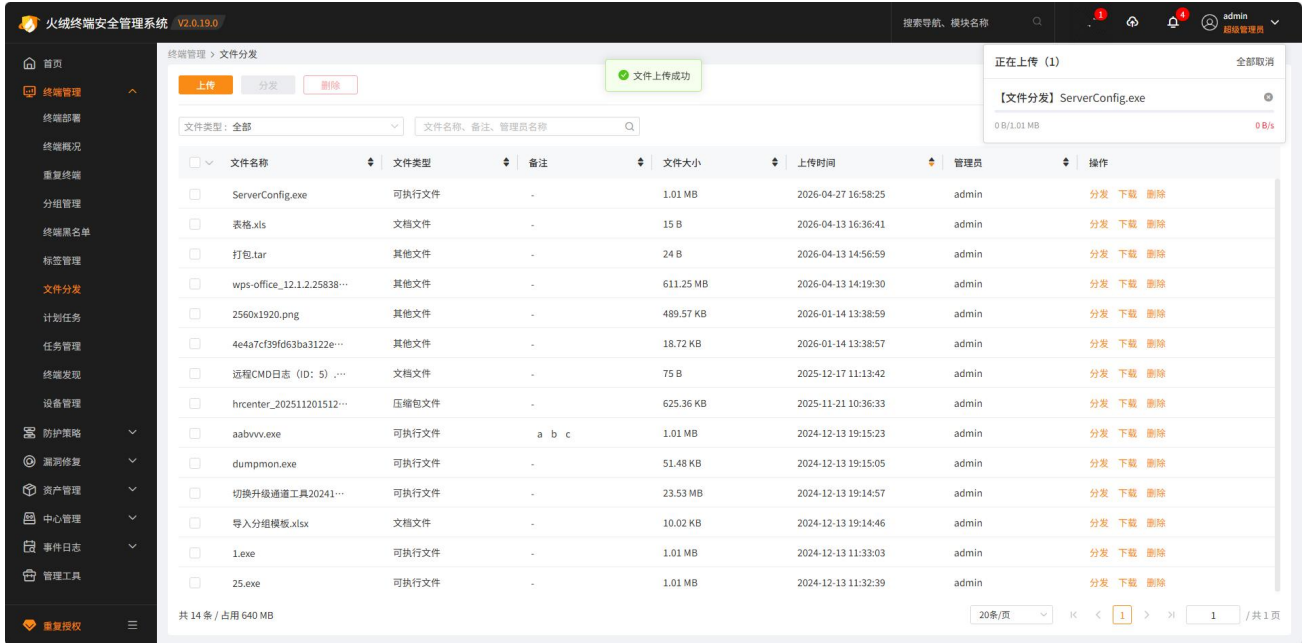 火绒终端安全管理系统 V2.0.19.0 搜索导航、模块名称 1 4 admin
超级管理员
首页
终端管理
终端部署
终端概况
重复终端
分组管理
终端黑名单
标签管理
文件分发
计划任务
任务管理
终端发现
设备管理
防护策略
漏洞修复
资产管理
中心管理
事件日志
管理工具
重复授权
终端管理 > 文件分发
上传 分发 删除
文件上传成功
正在上传（1） 全部取消
【文件分发】ServerConfig.exe
0 B/1.01 MB 0 B/s
文件类型: 全部 文件名称、备注、管理员名称
文件名称 文件类型 备注 文件大小 上传时间 管理员 操作
ServerConfig.exe 可执行文件 - 1.01 MB 2026-04-27 16:58:25 admin 分发 下载 删除
表格.xls 文档文件 - 15 B 2026-04-13 16:36:41 admin 分发 下载 删除
打包.tar 其他文件 - 24 B 2026-04-13 14:56:59 admin 分发 下载 删除
wps-office_12.1.2.25838··· 其他文件 - 611.25 MB 2026-04-13 14:19:30 admin 分发 下载 删除
2560x1920.png 其他文件 - 489.57 KB 2026-01-14 13:38:59 admin 分发 下载 删除
4e4a7cf39fd63ba3122e··· 其他文件 - 18.72 KB 2026-01-14 13:38:57 admin 分发 下载 删除
远程CMD日志（ID：5）.··· 文档文件 - 75 B 2025-12-17 11:13:42 admin 分发 下载 删除
hrcenter_202511201512··· 压缩包文件 - 625.36 KB 2025-11-21 10:36:33 admin 分发 下载 删除
aabvvv.exe 可执行文件 a b c 1.01 MB 2024-12-13 19:15:23 admin 分发 下载 删除
dumpmon.exe 可执行文件 - 51.48 KB 2024-12-13 19:15:05 admin 分发 下载 删除
切换升级通道工具20241··· 可执行文件 - 23.53 MB 2024-12-13 19:14:57 admin 分发 下载 删除
导入分组模板.xlsx 文档文件 - 10.02 KB 2024-12-13 19:14:46 admin 分发 下载 删除
1.exe 可执行文件 - 1.01 MB 2024-12-13 11:33:03 admin 分发 下载 删除
25.exe 可执行文件 - 1.01 MB 2024-12-13 11:32:39 admin 分发 下载 删除
共 14 条 / 占用 640 MB 20条/页 1 1 / 共 1 页